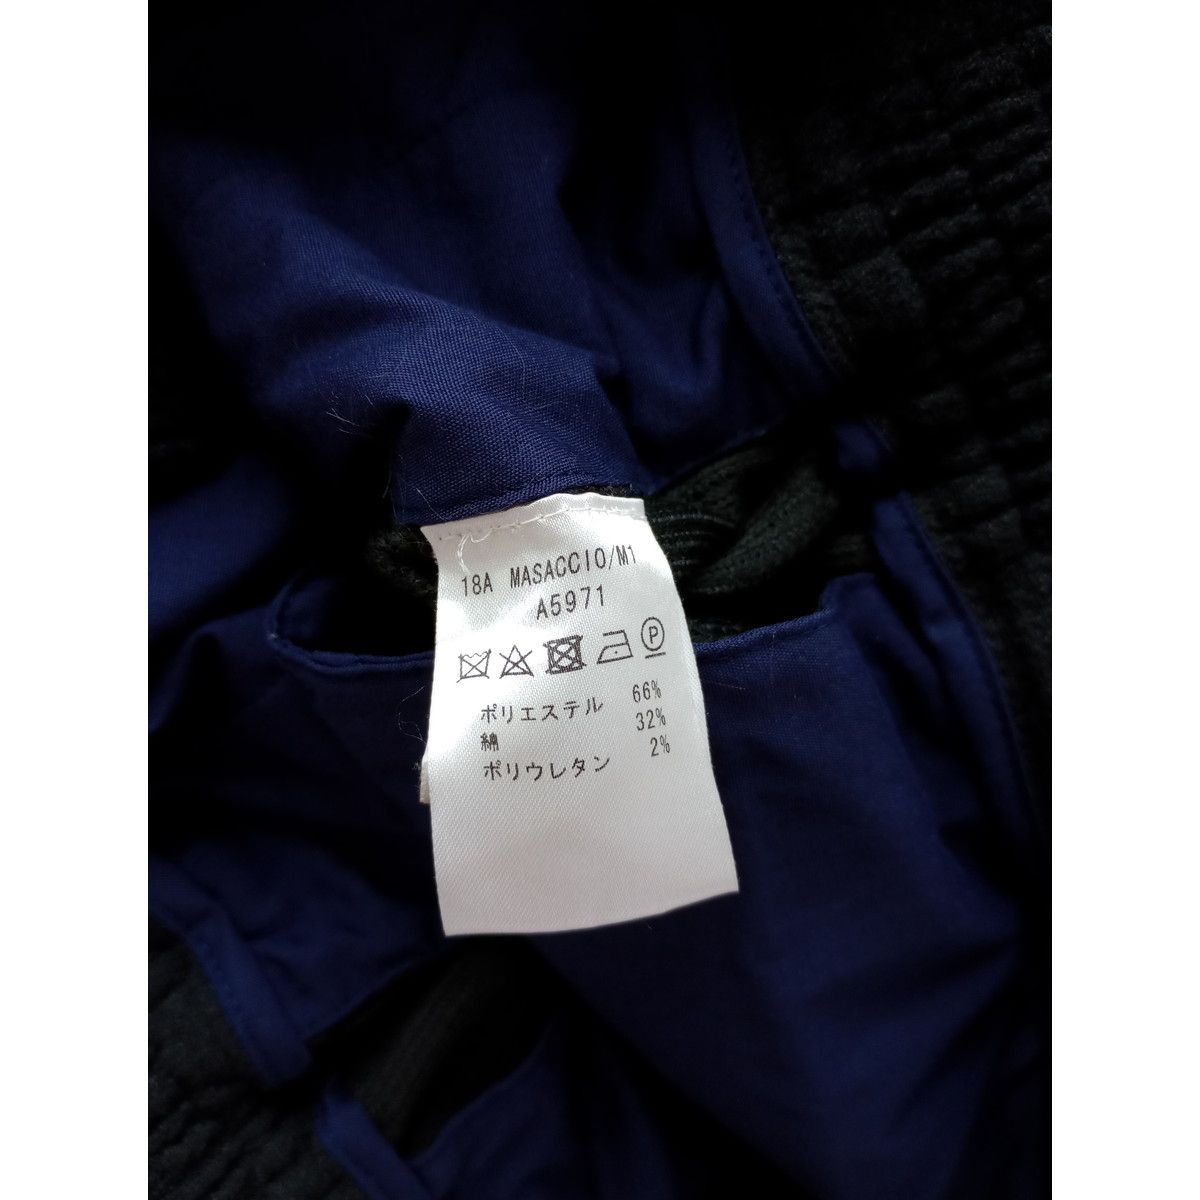 18A MASACCIO/M1
A5971
P
ポリエステル 66%
綿 32%
ポリウレタン 2%